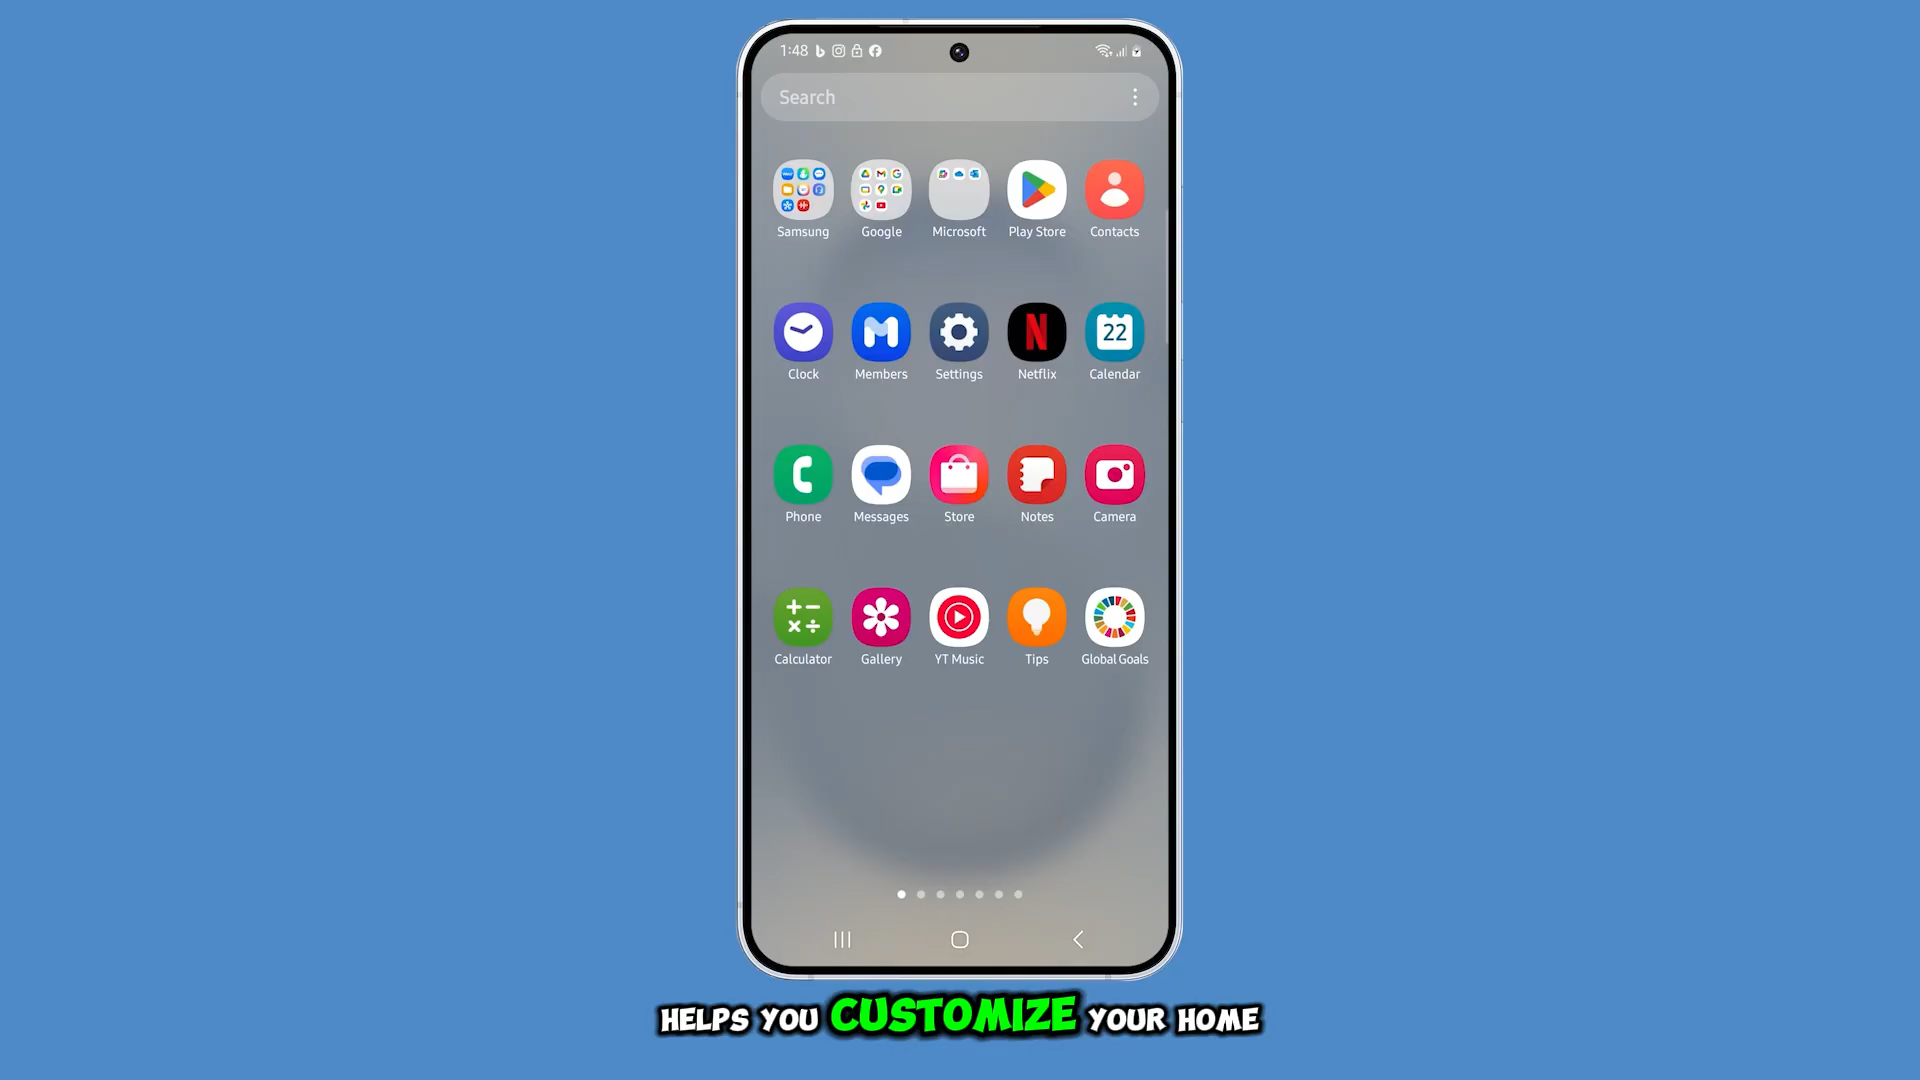 1:48
Search
Samsung Google Microsoft Play Store Contacts
22
Clock Members Settings Netflix Calendar
Phone Messages Store Notes Camera
Calculator Gallery YT Music Tips Global Goals
HELPS YOU CUSTOMIZE YOUR HOME